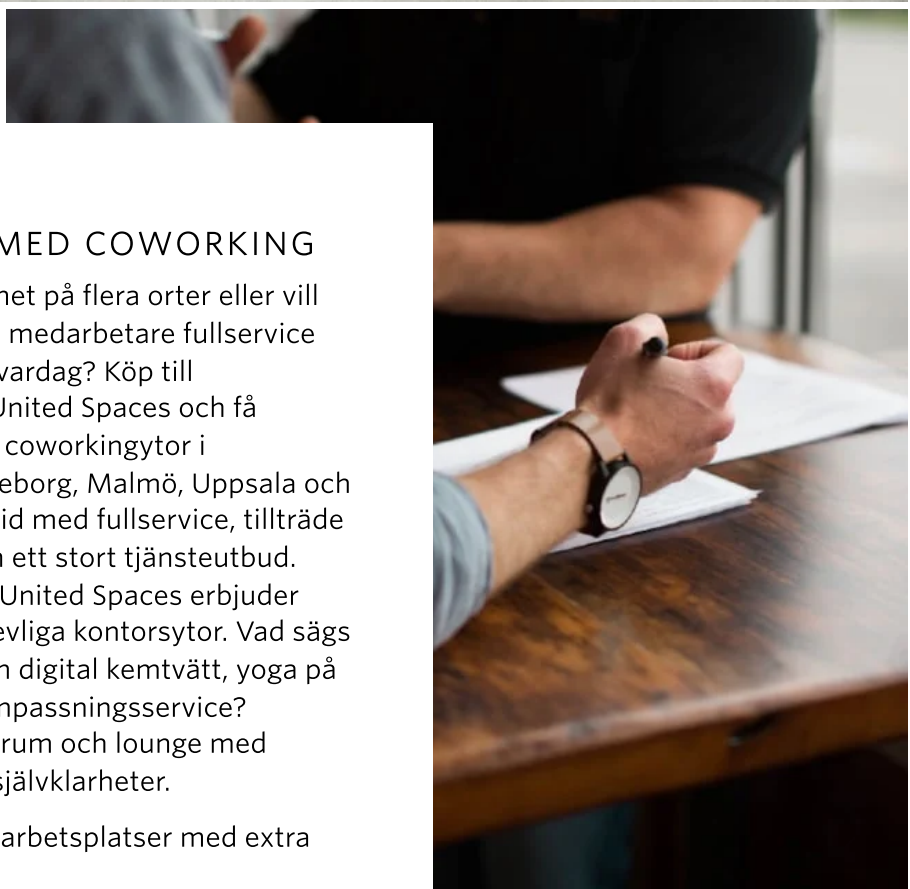 MED COWORKING
het på flera orter eller vill
medarbetare fullservice
vardag? Köp till
United Spaces och få
coworkingytor i
eborg, Malmö, Uppsala och
id med fullservice, tillträde
ett stort tjänsteutbud.
United Spaces erbjuder
evliga kontorsytor. Vad sägs
digital kemtvätt, yoga på
npassningsservice?
rum och lounge med
självklarheter.
arbetsplatser med extra